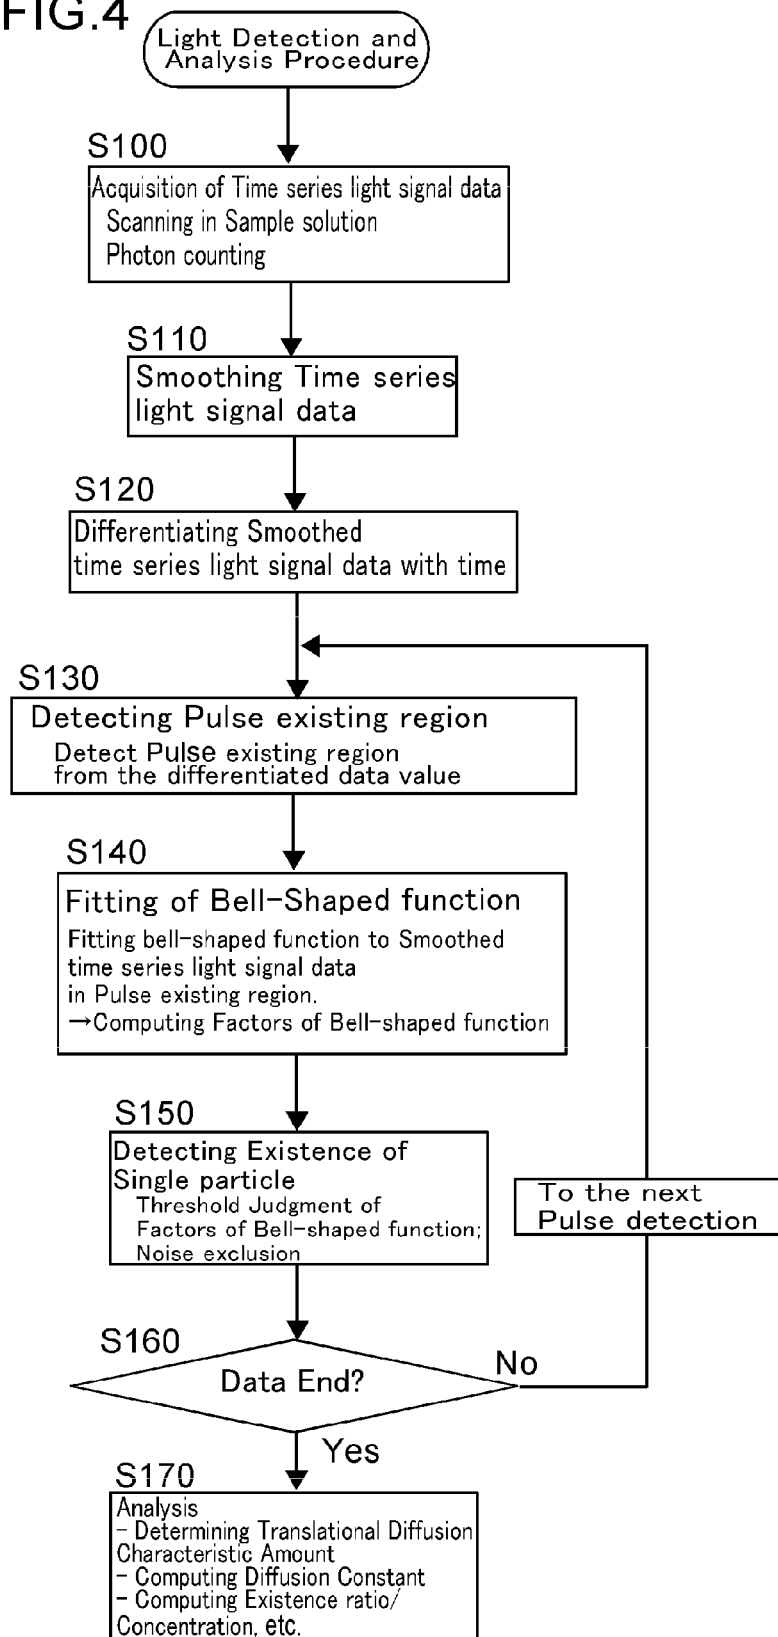 FIG.4
Light Detection and
Analysis Procedure
S100
Acquisition of Time series light signal data
Scanning in Sample solution
Photon counting
S110
Smoothing Time series
light signal data
S120
Differentiating Smoothed
time series light signal data with time
S130
Detecting Pulse existing region
Detect Pulse existing region
from the differentiated data value
S140
Fitting of Bell-Shaped function
Fitting bell-shaped function to Smoothed
time series light signal data
in Pulse existing region.
→Computing Factors of Bell-shaped function
S150
Detecting Existence of
Single particle
Threshold Judgment of
Factors of Bell-shaped function;
Noise exclusion
To the next
Pulse detection
S160
Data End?
No
Yes
S170
Analysis
- Determining Translational Diffusion
Characteristic Amount
- Computing Diffusion Constant
- Computing Existence ratio/
Concentration, etc.